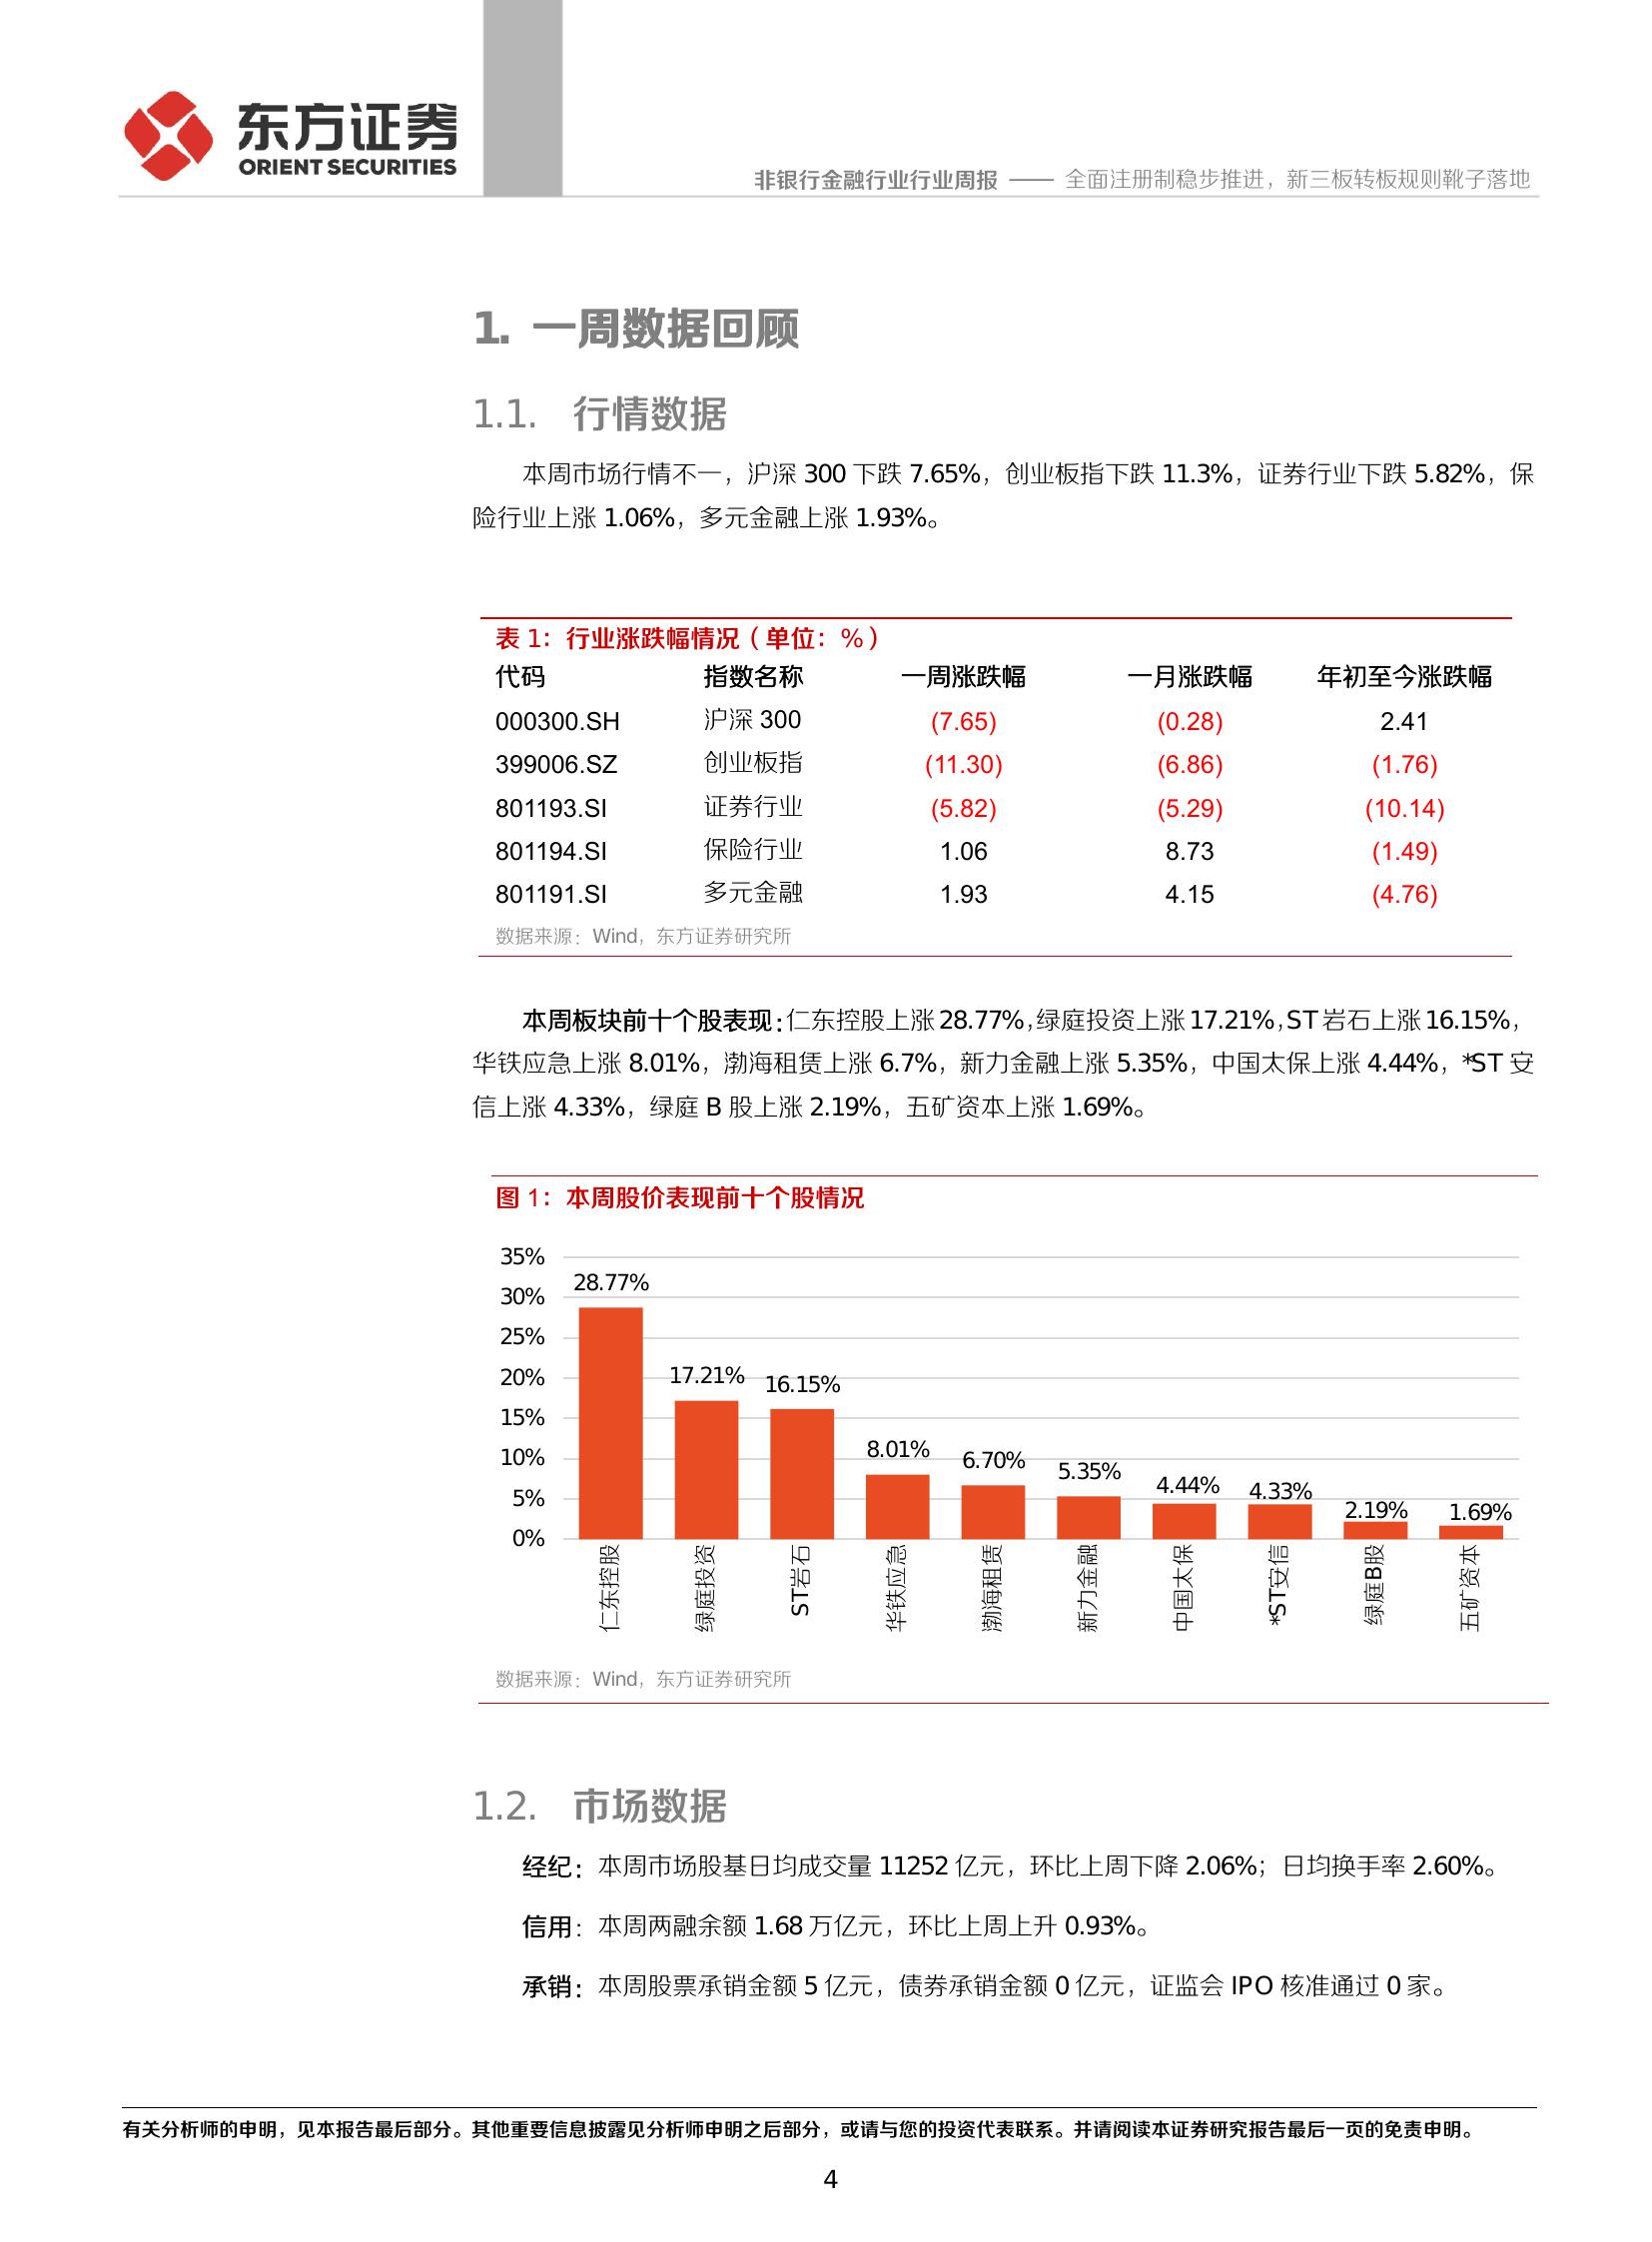 东方证券
ORIENT SECURITIES
非银行金融行业行业周报 —— 全面注册制稳步推进，新三板转板规则靴子落地
1. 一周数据回顾
1.1. 行情数据
本周市场行情不一，沪深 300 下跌 7.65%，创业板指下跌 11.3%，证券行业下跌 5.82%，保
险行业上涨 1.06%，多元金融上涨 1.93%。
表 1：行业涨跌幅情况（单位：%）
代码 指数名称 一周涨跌幅 一月涨跌幅 年初至今涨跌幅
000300.SH 沪深 300 (7.65) (0.28) 2.41
399006.SZ 创业板指 (11.30) (6.86) (1.76)
801193.SI 证券行业 (5.82) (5.29) (10.14)
801194.SI 保险行业 1.06 8.73 (1.49)
801191.SI 多元金融 1.93 4.15 (4.76)
数据来源：Wind，东方证券研究所
本周板块前十个股表现：仁东控股上涨 28.77%，绿庭投资上涨 17.21%，ST 岩石上涨 16.15%，
华铁应急上涨 8.01%，渤海租赁上涨 6.7%，新力金融上涨 5.35%，中国太保上涨 4.44%，*ST 安
信上涨 4.33%，绿庭 B 股上涨 2.19%，五矿资本上涨 1.69%。
图 1：本周股价表现前十个股情况
35%
30%
25%
20%
15%
10%
5%
0%
28.77%
17.21%
16.15%
8.01%
6.70%
5.35%
4.44%
4.33%
2.19%
1.69%
仁东控股
绿庭投资
ST岩石
华铁应急
渤海租赁
新力金融
中国太保
*ST安信
绿庭B股
五矿资本
数据来源：Wind，东方证券研究所
1.2. 市场数据
经纪：本周市场股基日均成交量 11252 亿元，环比上周下降 2.06%；日均换手率 2.60%。
信用：本周两融余额 1.68 万亿元，环比上周上升 0.93%。
承销：本周股票承销金额 5 亿元，债券承销金额 0 亿元，证监会 IPO 核准通过 0 家。
有关分析师的申明，见本报告最后部分。其他重要信息披露见分析师申明之后部分，或请与您的投资代表联系。并请阅读本证券研究报告最后一页的免责申明。
4